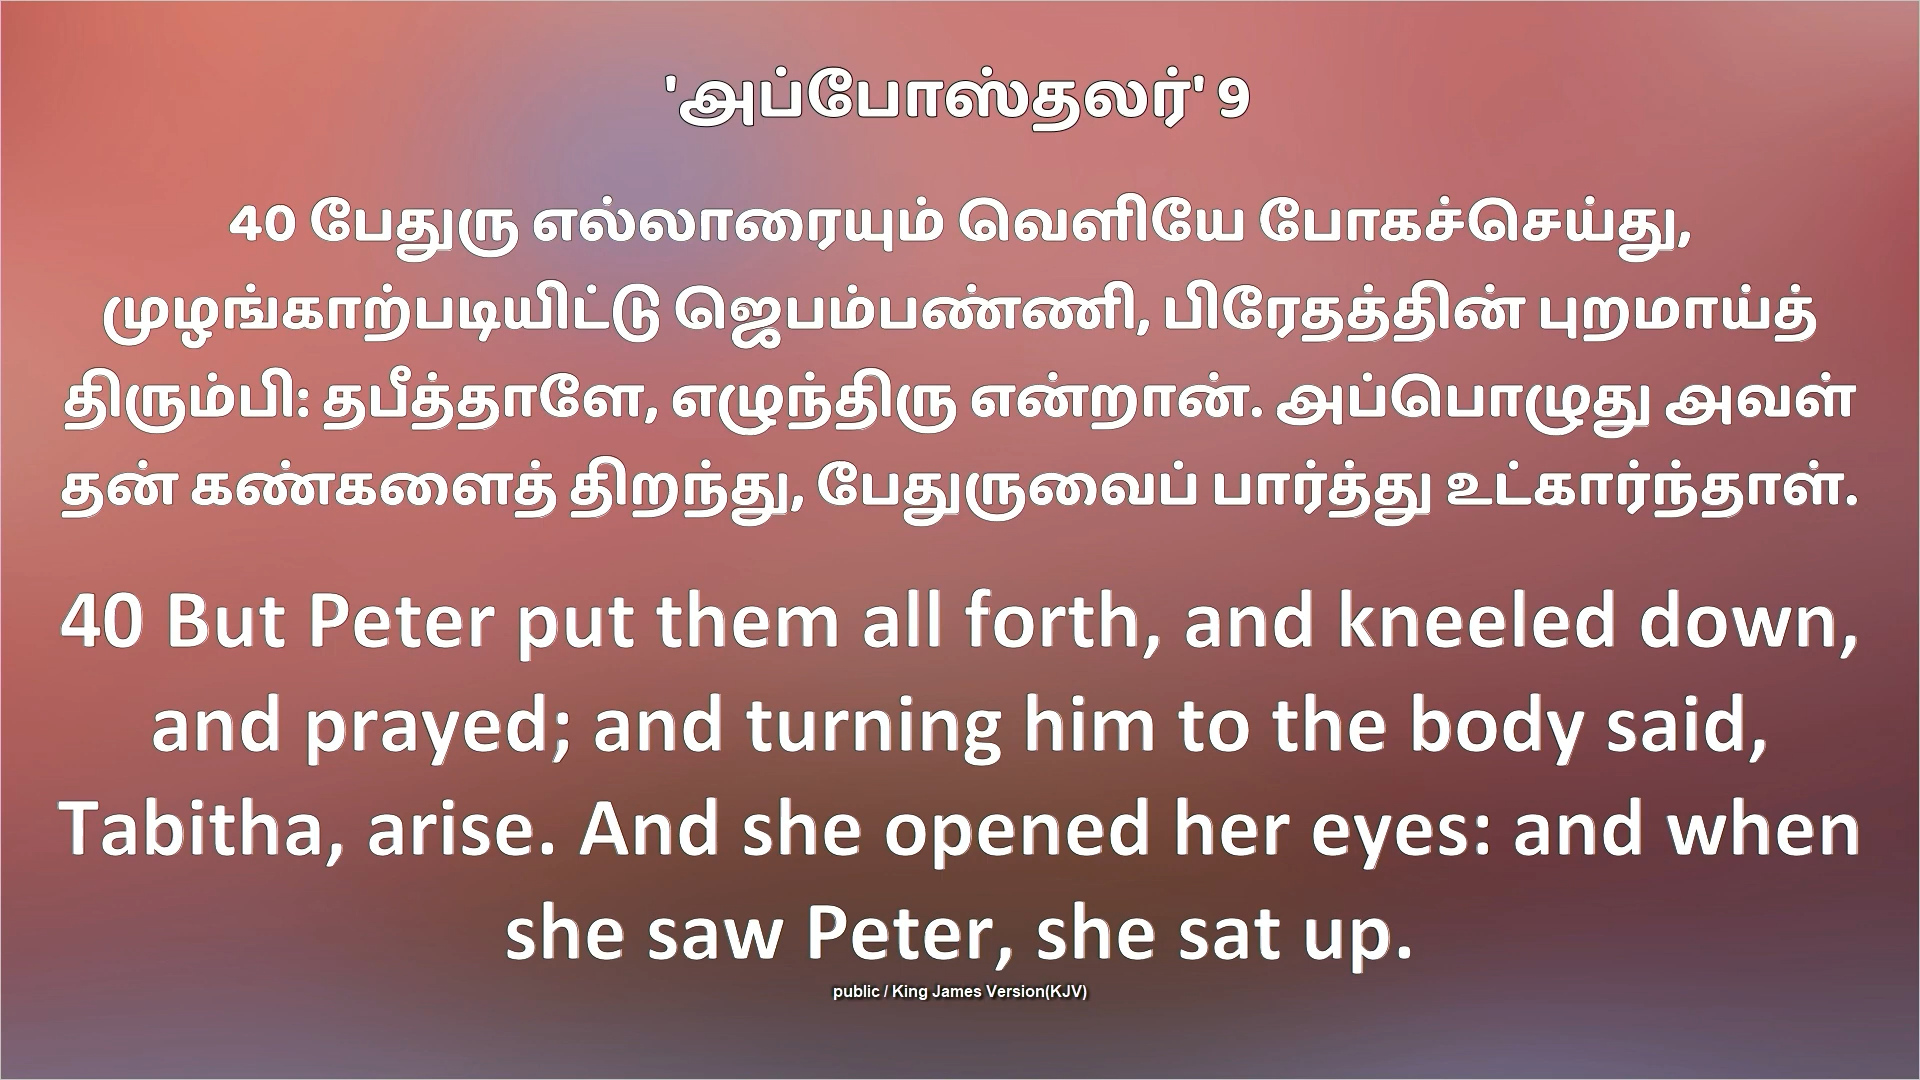 'அப்போஸ்தலர்' 9
40 பேதுரு எல்லாரையும் வெளியே போகச்செய்து,
முழங்காற்படியிட்டு ஜெபம்பண்ணி, பிரேதத்தின் புறமாய்த்
திரும்பி: தபீத்தாளே, எழுந்திரு என்றான். அப்பொழுது அவள்
தன் கண்களைத் திறந்து, பேதுருவைப் பார்த்து உட்கார்ந்தாள்.
40 But Peter put them all forth, and kneeled down,
and prayed; and turning him to the body said,
Tabitha, arise. And she opened her eyes: and when
she saw Peter, she sat up.
public / King James Version(KJV)